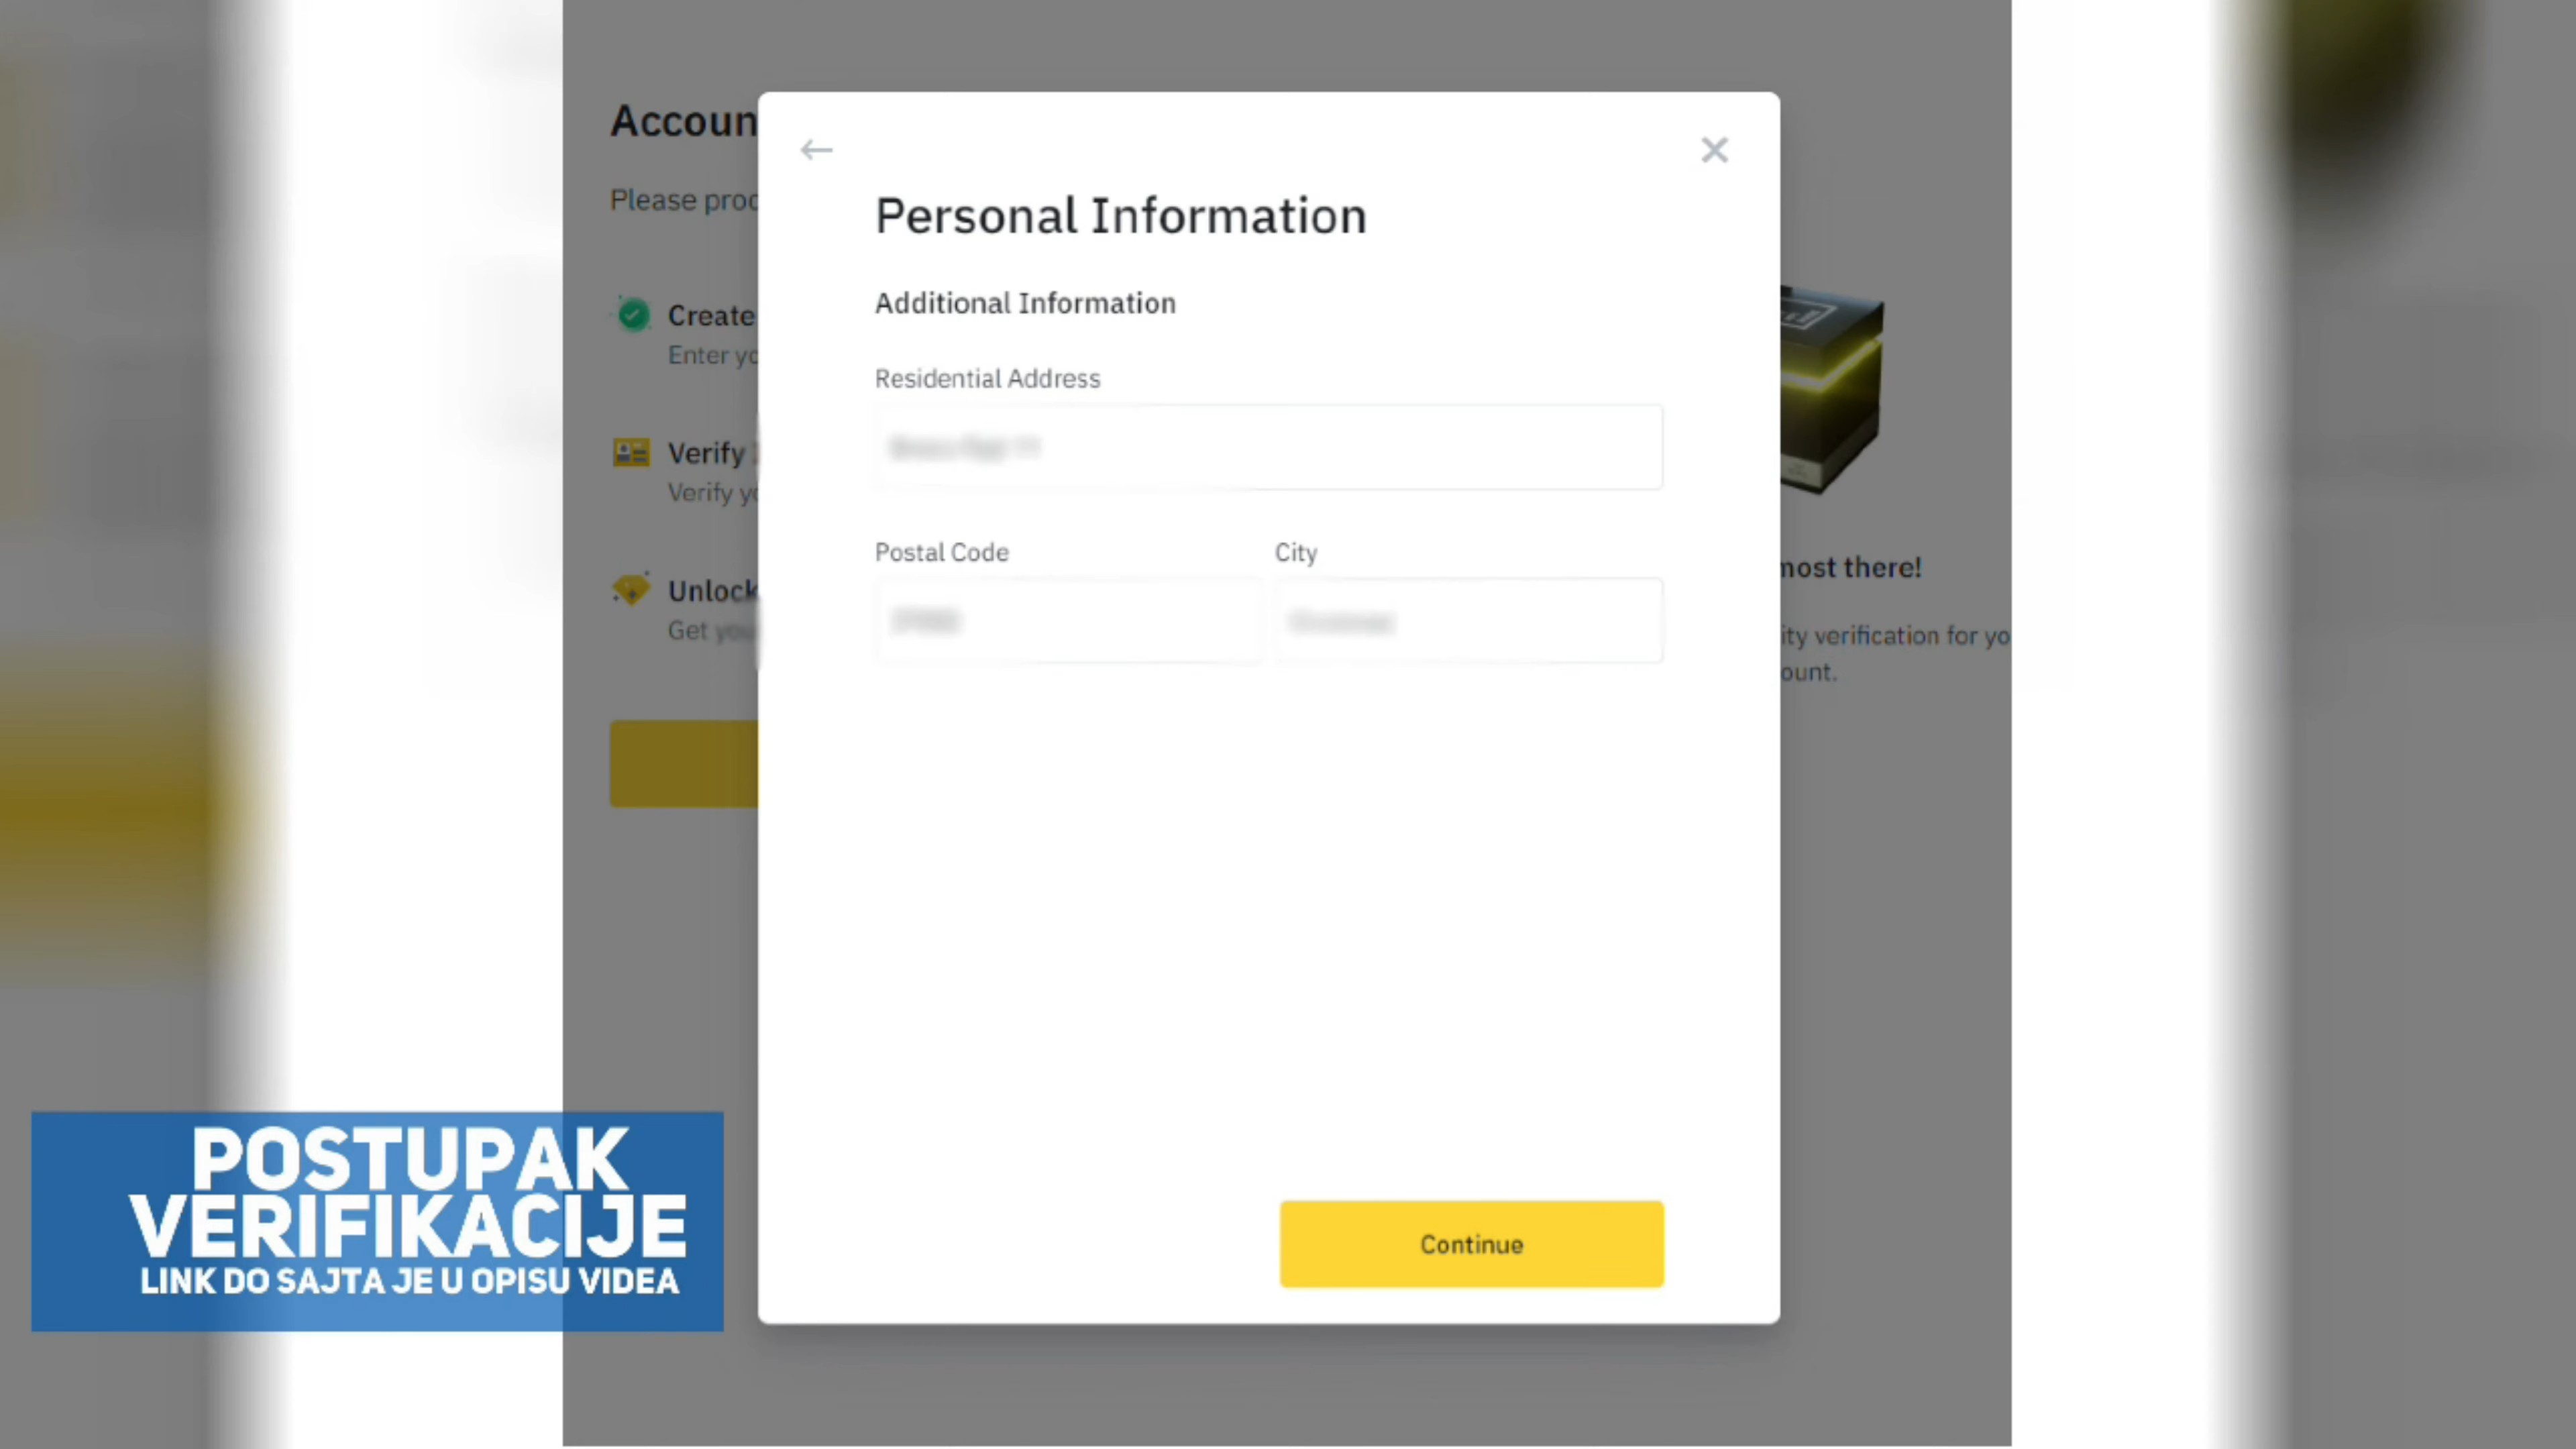 Accoun
Please proc
Create
Enter yo
Verify
Verify yo
Unlock
Get you
Personal Information
Additional Information
Residential Address
Postal Code
City
Continue
most there!
ity verification for yo
ount.
POSTUPAK
VERIFIKACIJE
LINK DO SAJTA JE U OPISU VIDEA